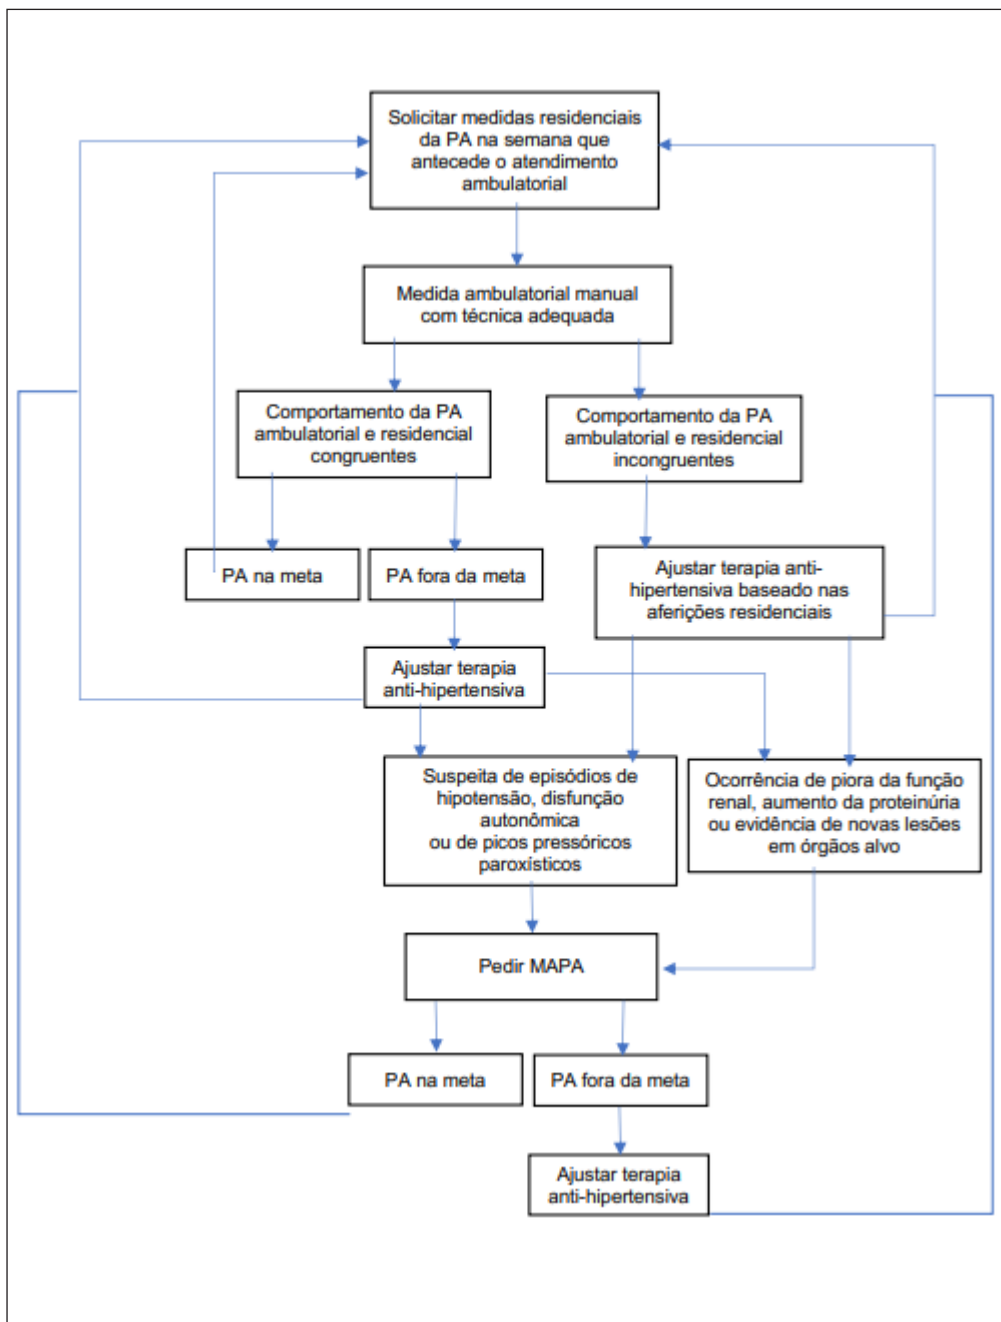 Solicitar medidas residenciais
da PA na semana que
antecede o atendimento
ambulatorial
Medida ambulatorial manual
com técnica adequada
Comportamento da PA
ambulatorial e residencial
congruentes
Comportamento da PA
ambulatorial e residencial
incongruentes
PA na meta
PA fora da meta
Ajustar terapia anti-
hipertensiva baseado nas
aferições residenciais
Ajustar terapia
anti-hipertensiva
Suspeita de episódios de
hipotensão, disfunção
autonômica
ou de picos pressóricos
paroxísticos
Ocorrência de piora da função
renal, aumento da proteinúria
ou evidência de novas lesões
em órgãos alvo
Pedir MAPA
PA na meta
PA fora da meta
Ajustar terapia
anti-hipertensiva